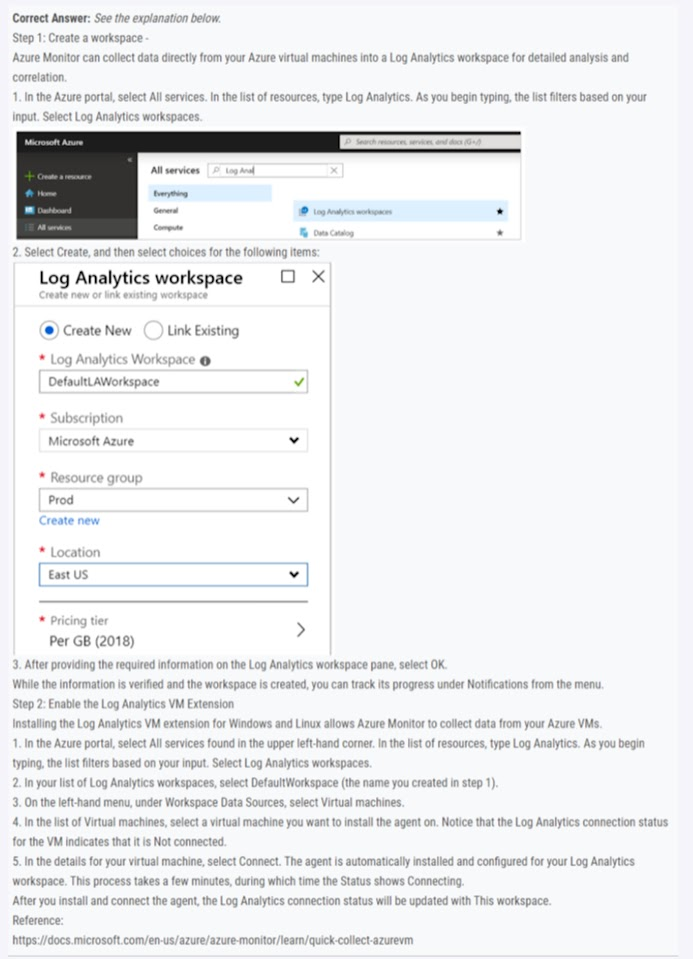 Correct Answer: See the explanation below.
Step 1: Create a workspace -
Azure Monitor can collect data directly from your Azure virtual machines into a Log Analytics workspace for detailed analysis and
correlation.
1. In the Azure portal, select All services. In the list of resources, type Log Analytics. As you begin typing, the list filters based on your
input. Select Log Analytics workspaces.
Microsoft Azure
Search resources, services, and docs (G+/)
All services
Log Anal
Create a resource
Home
Dashboard
All services
Everything
General
Compute
Log Analytics workspaces
Data Catalog
2. Select Create, and then select choices for the following items:
Log Analytics workspace
Create new or link existing workspace
Create New
Link Existing
* Log Analytics Workspace
DefaultLAWorkspace
* Subscription
Microsoft Azure
* Resource group
Prod
Create new
* Location
East US
* Pricing tier
Per GB (2018)
3. After providing the required information on the Log Analytics workspace pane, select OK.
While the information is verified and the workspace is created, you can track its progress under Notifications from the menu.
Step 2: Enable the Log Analytics VM Extension
Installing the Log Analytics VM extension for Windows and Linux allows Azure Monitor to collect data from your Azure VMs.
1. In the Azure portal, select All services found in the upper left-hand corner. In the list of resources, type Log Analytics. As you begin
typing, the list filters based on your input. Select Log Analytics workspaces.
2. In your list of Log Analytics workspaces, select DefaultWorkspace (the name you created in step 1).
3. On the left-hand menu, under Workspace Data Sources, select Virtual machines.
4. In the list of Virtual machines, select a virtual machine you want to install the agent on. Notice that the Log Analytics connection status
for the VM indicates that it is Not connected.
5. In the details for your virtual machine, select Connect. The agent is automatically installed and configured for your Log Analytics
workspace. This process takes a few minutes, during which time the Status shows Connecting.
After you install and connect the agent, the Log Analytics connection status will be updated with This workspace.
Reference:
https://docs.microsoft.com/en-us/azure/azure-monitor/learn/quick-collect-azurevm